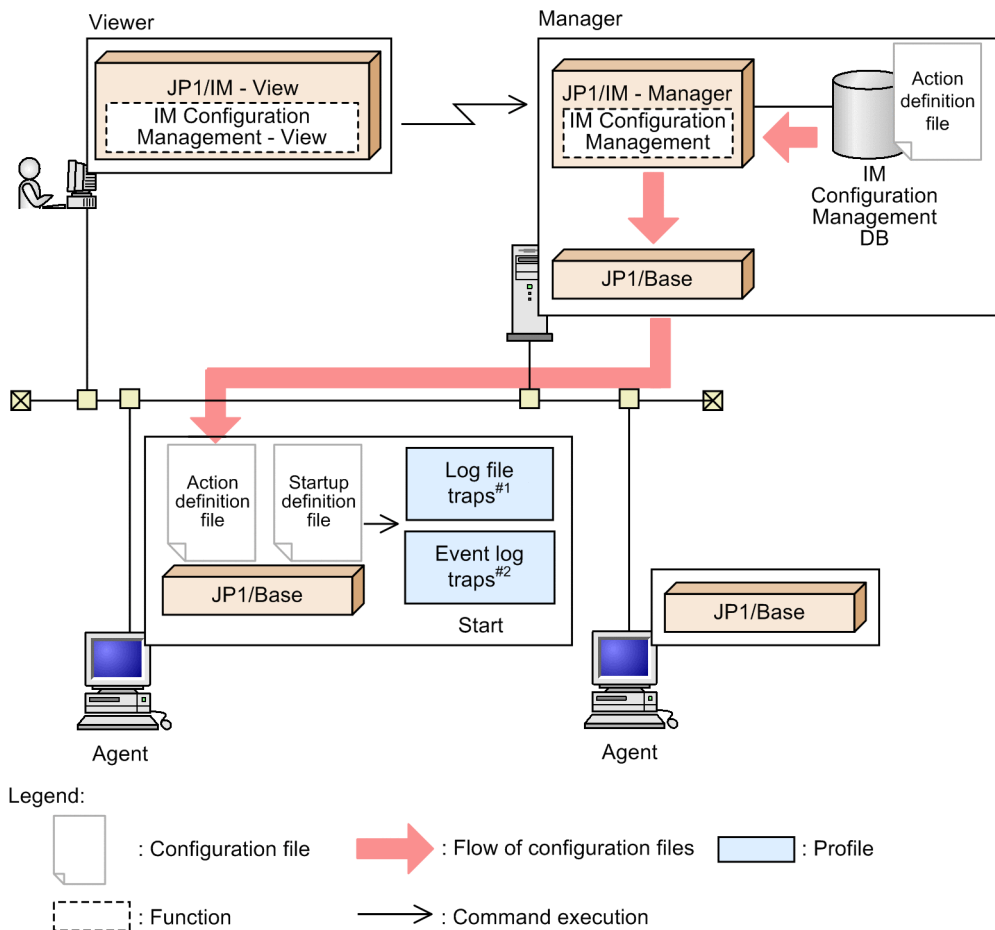 Viewer
Manager
JP1/IM - View
IM Configuration
Management - View
JP1/IM - Manager
IM Configuration
Management
Action
definition
file
IM
Configuration
Management
DB
JP1/Base
Action
definition
file
Startup
definition
file
Log file
traps#1
Event log
traps#2
JP1/Base
Start
JP1/Base
Agent
Agent
Legend:
: Configuration file
: Flow of configuration files
: Profile
: Function
: Command execution